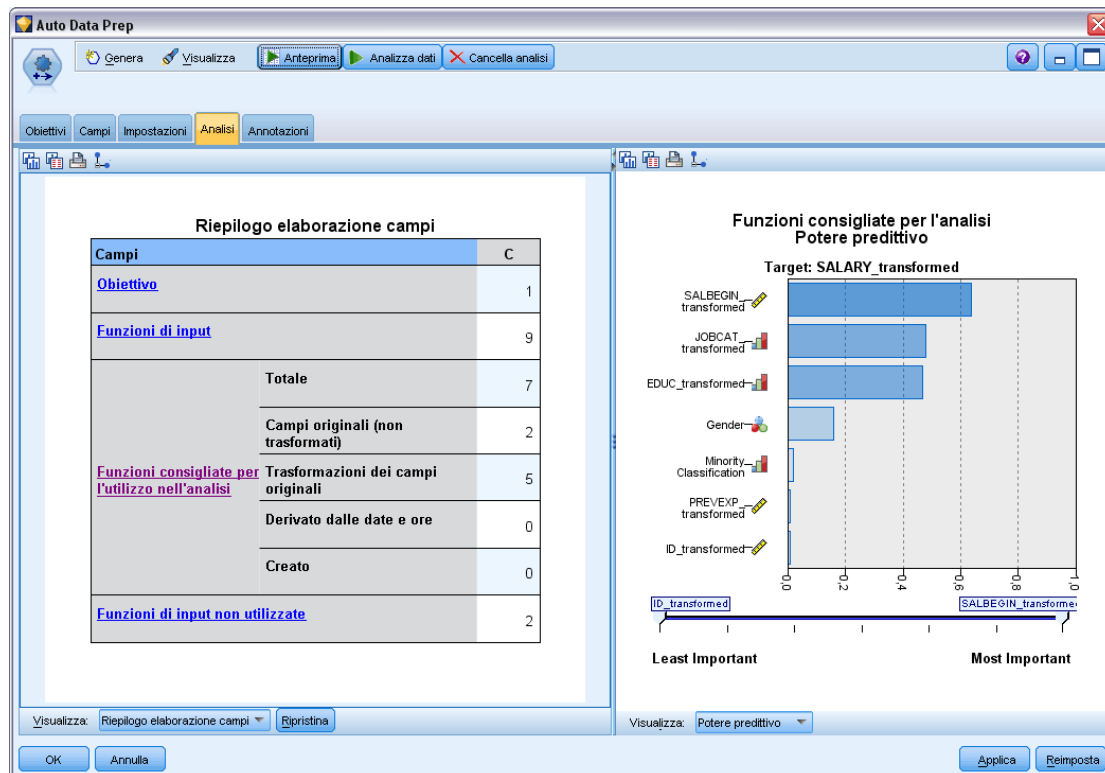 Auto Data Prep
Genera Visualizza Anteprima Analizza dati Cancella analisi
Obiettivi Campi Impostazioni Analisi Annotazioni
Riepilogo elaborazione campi
Campi C
Obiettivo 1
Funzioni di input 9
Funzioni consigliate per l'utilizzo nell'analisi
Totale 7
Campi originali (non trasformati) 2
Trasformazioni dei campi originali 5
Derivato dalle date e ore 0
Creato 0
Funzioni di input non utilizzate 2
Visualizza: Riepilogo elaborazione campi Ripristina
Funzioni consigliate per l'analisi
Potere predittivo
Target: SALARY_transformed
SALBEGIN_
transformed
JOBCAT_
transformed
EDUC_transformed
Gender
Minority
Classification
PREVEXP_
transformed
ID_transformed
0,0 0,2 0,4 0,6 0,8 1,0
ID_transformed SALBEGIN_transforme
Least Important Most Important
Visualizza: Potere predittivo
OK Annulla Applica Reimposta